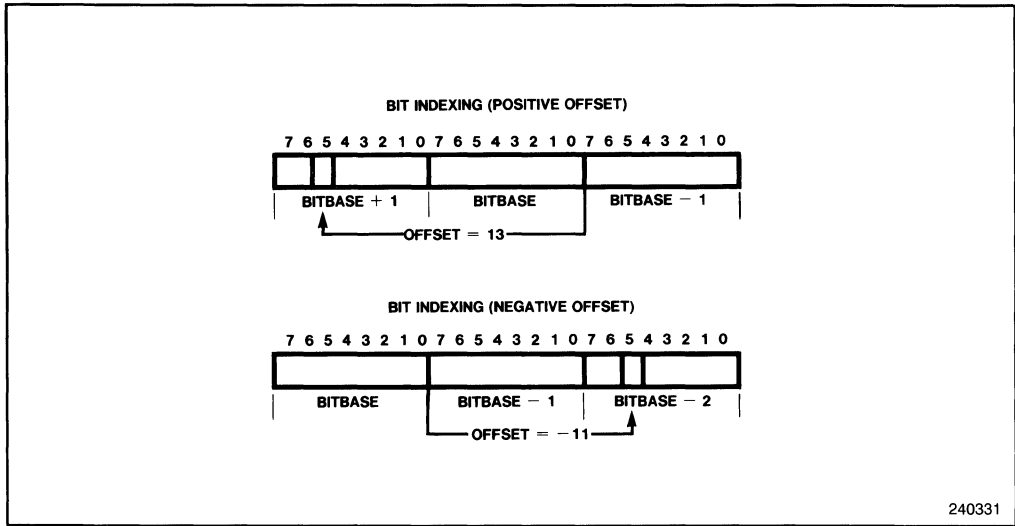 BIT INDEXING (POSITIVE OFFSET)
7 6 5 4 3 2 1 0 7 6 5 4 3 2 1 0 7 6 5 4 3 2 1 0
BITBASE + 1 BITBASE BITBASE − 1
OFFSET = 13
BIT INDEXING (NEGATIVE OFFSET)
7 6 5 4 3 2 1 0 7 6 5 4 3 2 1 0 7 6 5 4 3 2 1 0
BITBASE BITBASE − 1 BITBASE − 2
OFFSET = −11
240331